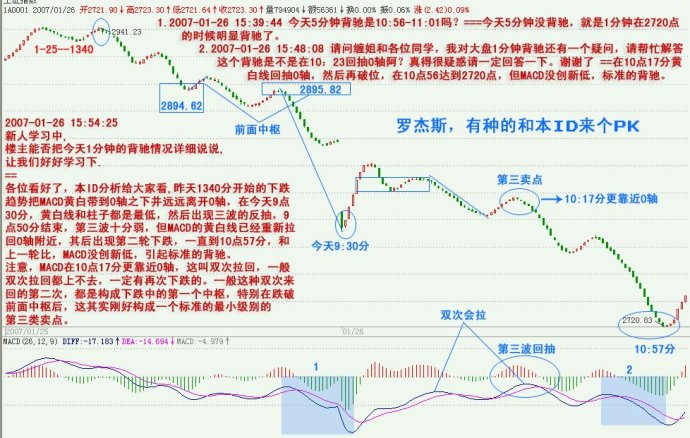 1A0001 2007/01/26 开2721.90↓高2723.30↑低2721.64↑收2723.30↑量794904↓额56361↓换0.00% 振0.06% 涨(2.42)0.09%
1.2007-01-26 15:39:44 今天5分钟背驰是10:56-11:01吗？===今天5分钟没背驰，就是1分钟在2720点
的时候明显背驰了。
2.2007-01-26 15:48:08 请问缠姐和各位同学，我对大盘1分钟背驰还有一个疑问，请帮忙解答
这个背驰是不是在10：23回抽0轴阿？真得很疑惑请一定回答一下。谢谢了 ==在10点17分黄
白线回抽0轴，然后再破位，在10点56达到2720点，但MACD没创新低，标准的背驰。
2941.23
1-25--1340
2894.62
2895.82
前面中枢
罗杰斯，有种的和本ID来个PK
2007-01-26 15:54:25
新人学习中，
楼主能否把今天1分钟的背驰情况详细说说，
让我们好好学习下.
==
各位看好了，本ID分析给大家看，昨天1340分开始的下跌
趋势把MACD黄白带到0轴之下并远远离开0轴，在今天9点
30分，黄白线和柱子都是最低，然后出现三波的反抽，9
点50分结束，第三波十分弱，但MACD的黄白线已经重新拉
回0轴附近，其后出现第二轮下跌，一直到10点57分，和
上一轮比，MACD没创新低，引起标准的背驰。
注意，MACD在10点17分更靠近0轴，这叫双次拉回，一般
双次拉回都上不去，一定有再次下跌的。一般这种双次来
回的第二次，都是构成下跌中的第一个中枢，特别在跌破
前面中枢后，这其实刚好构成一个标准的最小级别的
第三类卖点。
第三卖点
10:17分更靠近0轴
今天9:30分
2720.83
2007/01/25
01/26
双次会拉
10:57分
MACD(26,12,9) DIFF:-17.183↑ DEA:-14.694↓ MACD:-4.979↑
第三波回抽
1
2